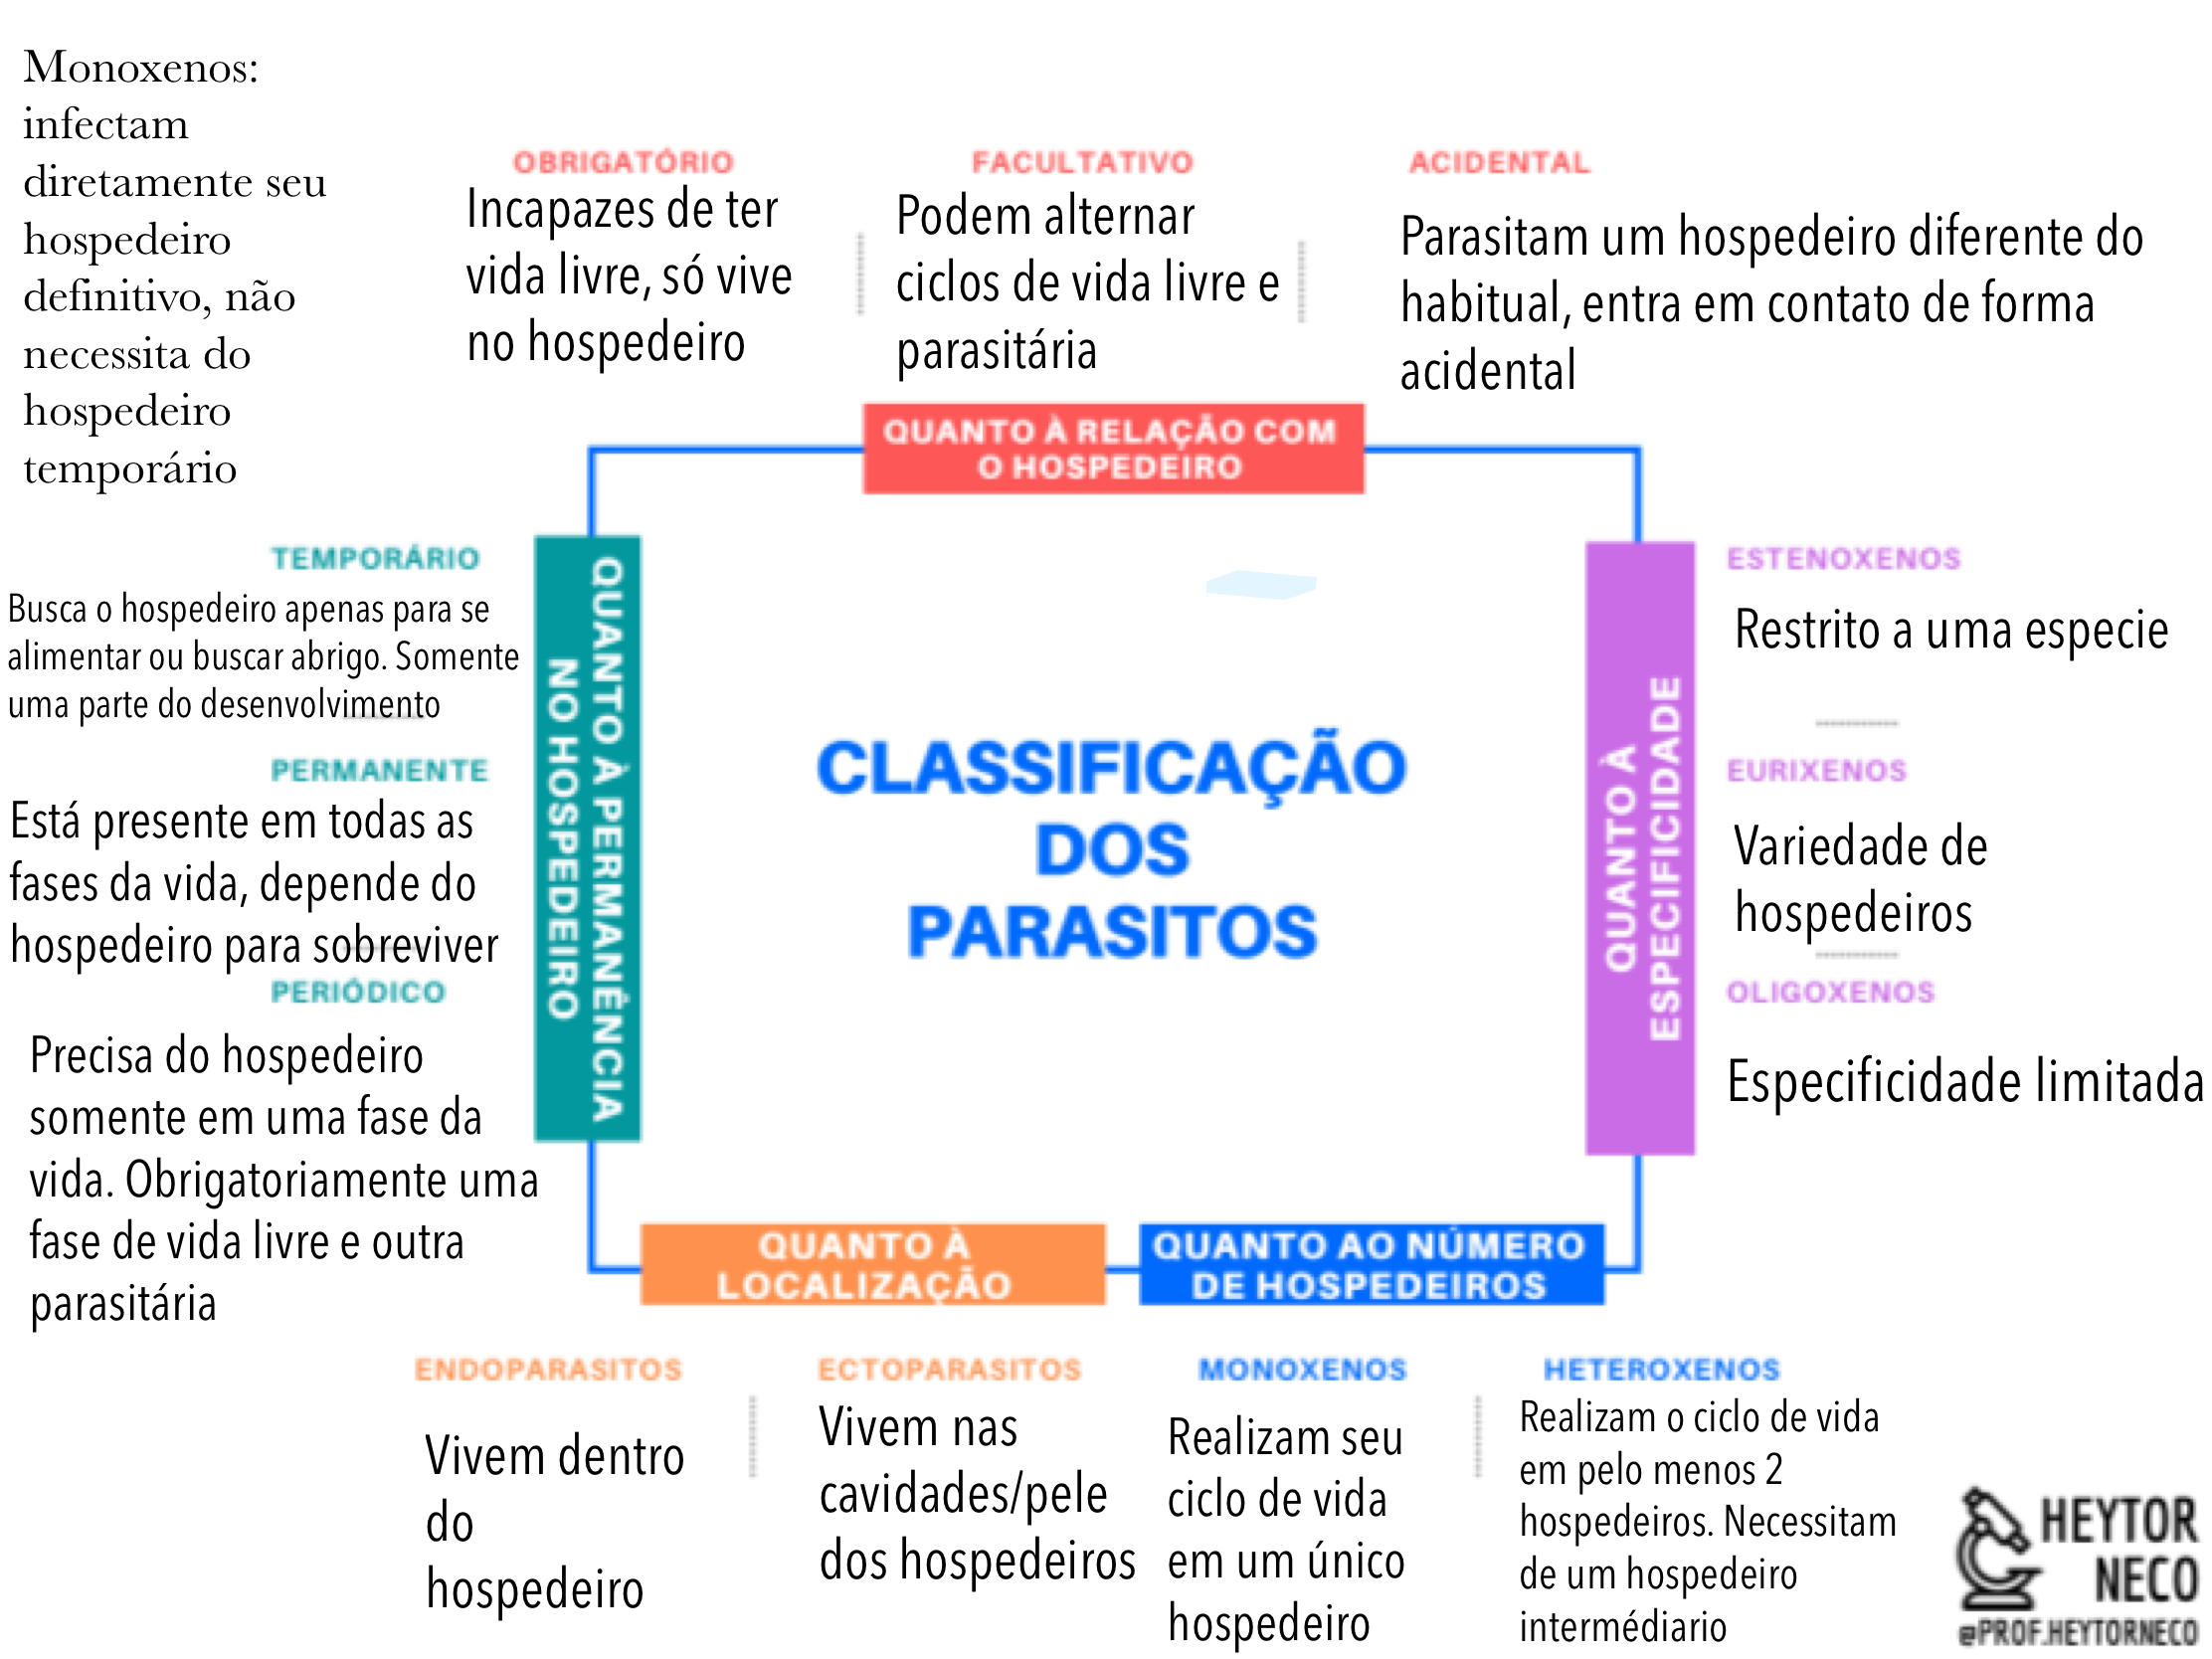 Monoxenos:
infectam
diretamente seu
hospedeiro
definitivo, não
necessita do
hospedeiro
temporário
OBRIGATÓRIO
Incapazes de ter
vida livre, só vive
no hospedeiro
FACULTATIVO
Podem alternar
ciclos de vida livre e
parasitária
ACIDENTAL
Parasitam um hospedeiro diferente do
habitual, entra em contato de forma
acidental
QUANTO À RELAÇÃO COM
O HOSPEDEIRO
TEMPORÁRIO
Busca o hospedeiro apenas para se
alimentar ou buscar abrigo. Somente
uma parte do desenvolvimento
PERMANENTE
Está presente em todas as
fases da vida, depende do
hospedeiro para sobreviver
PERIÓDICO
Precisa do hospedeiro
somente em uma fase da
vida. Obrigatoriamente uma
fase de vida livre e outra
parasitária
QUANTO À PERMANÊNCIA
NO HOSPEDEIRO
CLASSIFICAÇÃO
DOS
PARASITOS
QUANTO À
ESPECIFICIDADE
ESTENOXENOS
Restrito a uma especie
EURIXENOS
Variedade de
hospedeiros
OLIGOXENOS
Especificidade limitada
QUANTO À
LOCALIZAÇÃO
QUANTO AO NÚMERO
DE HOSPEDEIROS
ENDOPARASITOS
Vivem dentro
do
hospedeiro
ECTOPARASITOS
Vivem nas
cavidades/pele
dos hospedeiros
MONOXENOS
Realizam seu
ciclo de vida
em um único
hospedeiro
HETEROXENOS
Realizam o ciclo de vida
em pelo menos 2
hospedeiros. Necessitam
de um hospedeiro
intermédiario
HEYTOR
NECO
@PROF.HEYTORNECO